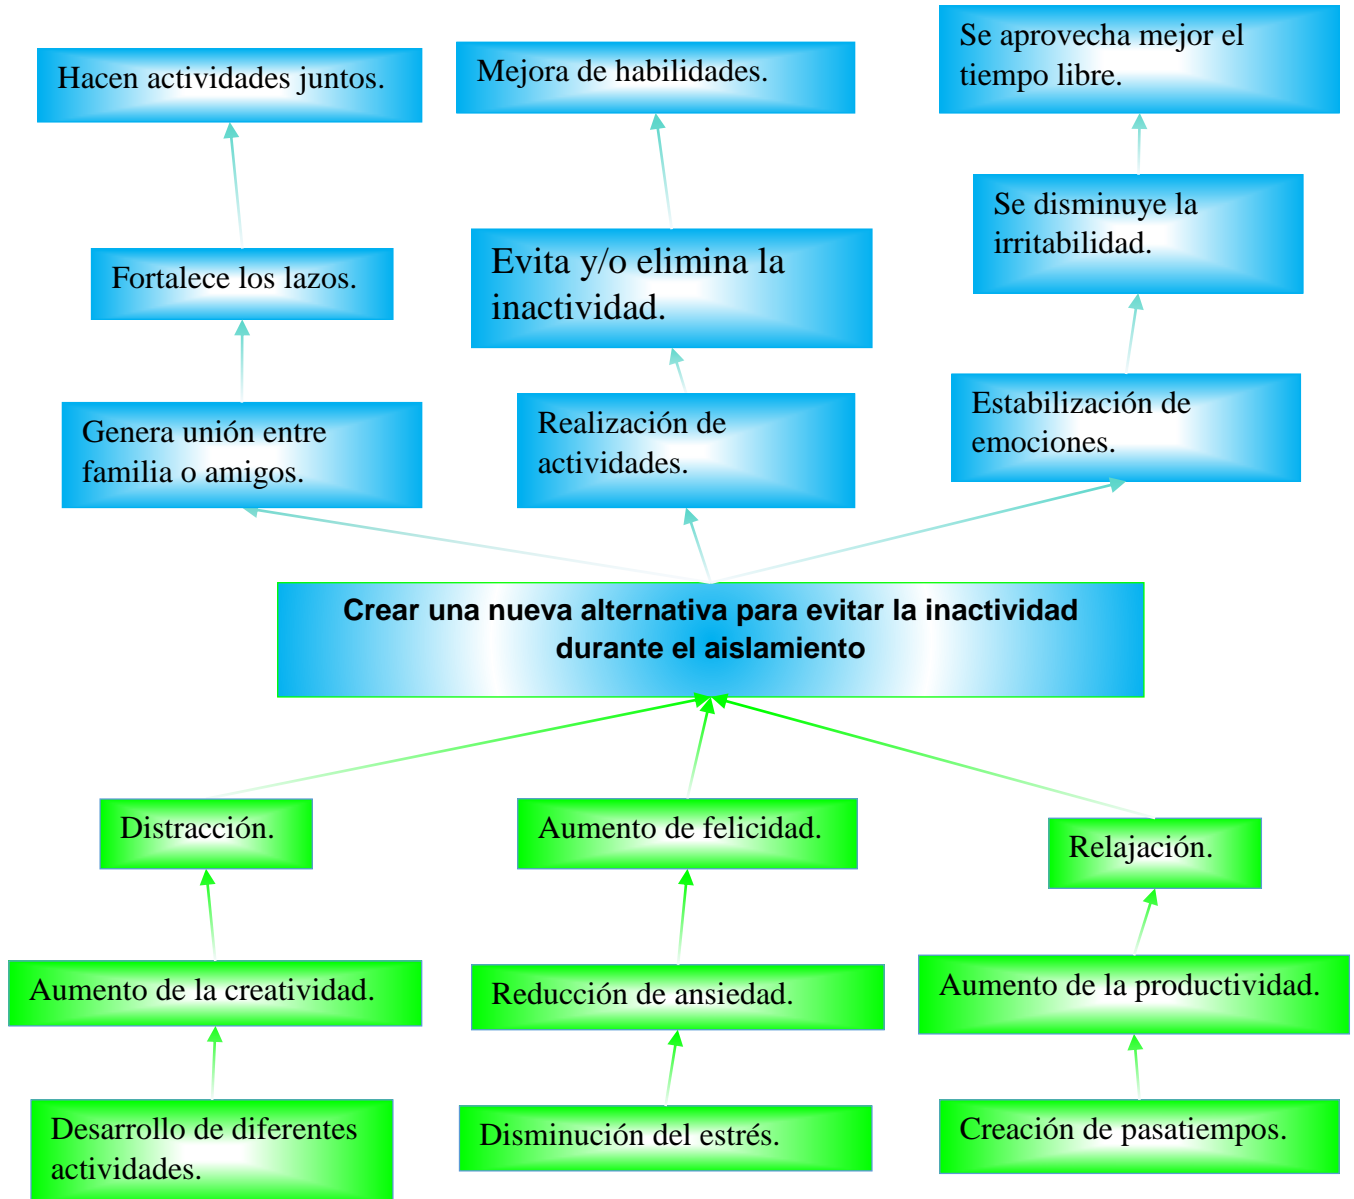 Hacen actividades juntos.
Mejora de habilidades.
Se aprovecha mejor el
tiempo libre.
Fortalece los lazos.
Evita y/o elimina la
inactividad.
Se disminuye la
irritabilidad.
Genera unión entre
familia o amigos.
Realización de
actividades.
Estabilización de
emociones.
Crear una nueva alternativa para evitar la inactividad
durante el aislamiento
Distracción.
Aumento de felicidad.
Relajación.
Aumento de la creatividad.
Reducción de ansiedad.
Aumento de la productividad.
Desarrollo de diferentes
actividades.
Disminución del estrés.
Creación de pasatiempos.